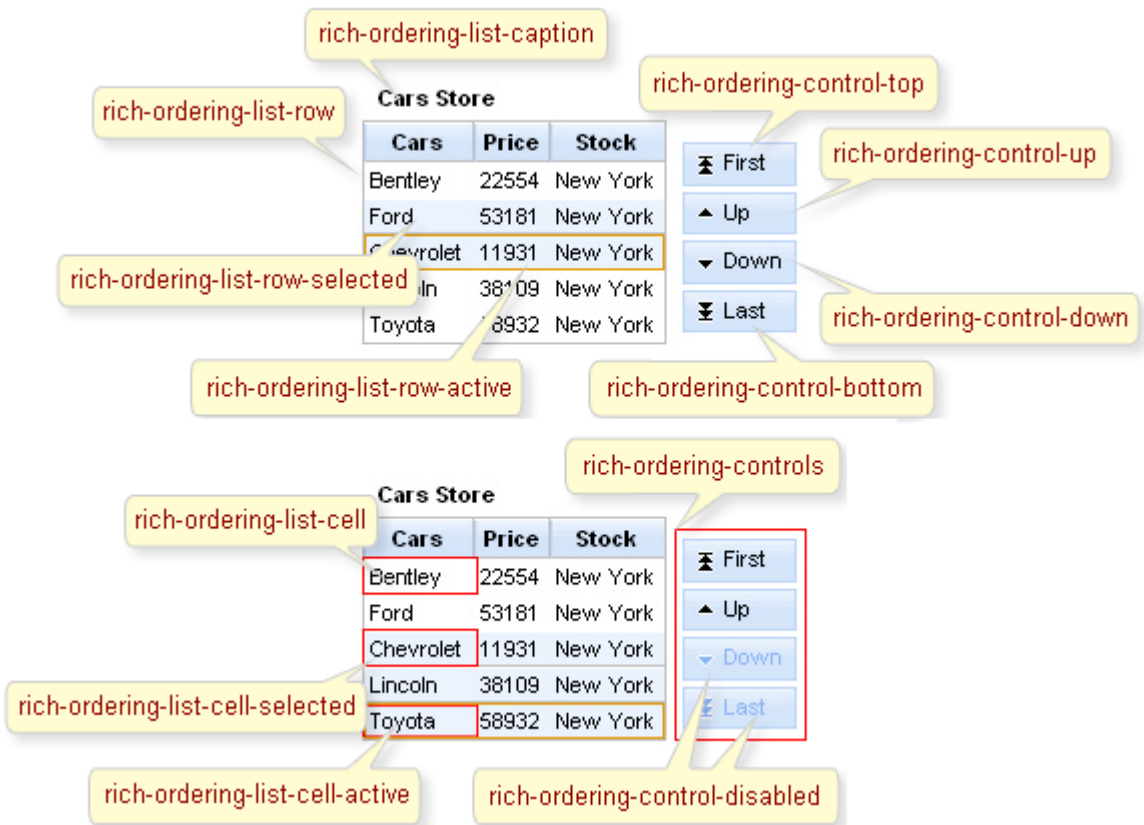 rich-ordering-list-caption
rich-ordering-control-top
rich-ordering-list-row
Cars Store
rich-ordering-control-up
Cars Price Stock
First
Bentley 22554 New York
Up
Ford 53181 New York
Chevrolet 11931 New York
Down
rich-ordering-list-row-selected
38109 New York
Last
rich-ordering-control-down
Toyota New York
rich-ordering-list-row-active
rich-ordering-control-bottom
rich-ordering-controls
Cars Store
rich-ordering-list-cell
Cars Price Stock
First
Bentley 22554 New York
Up
Ford 53181 New York
Chevrolet 11931 New York
Down
Lincoln 38109 New York
rich-ordering-list-cell-selected
Last
Toyota 58932 New York
rich-ordering-list-cell-active
rich-ordering-control-disabled